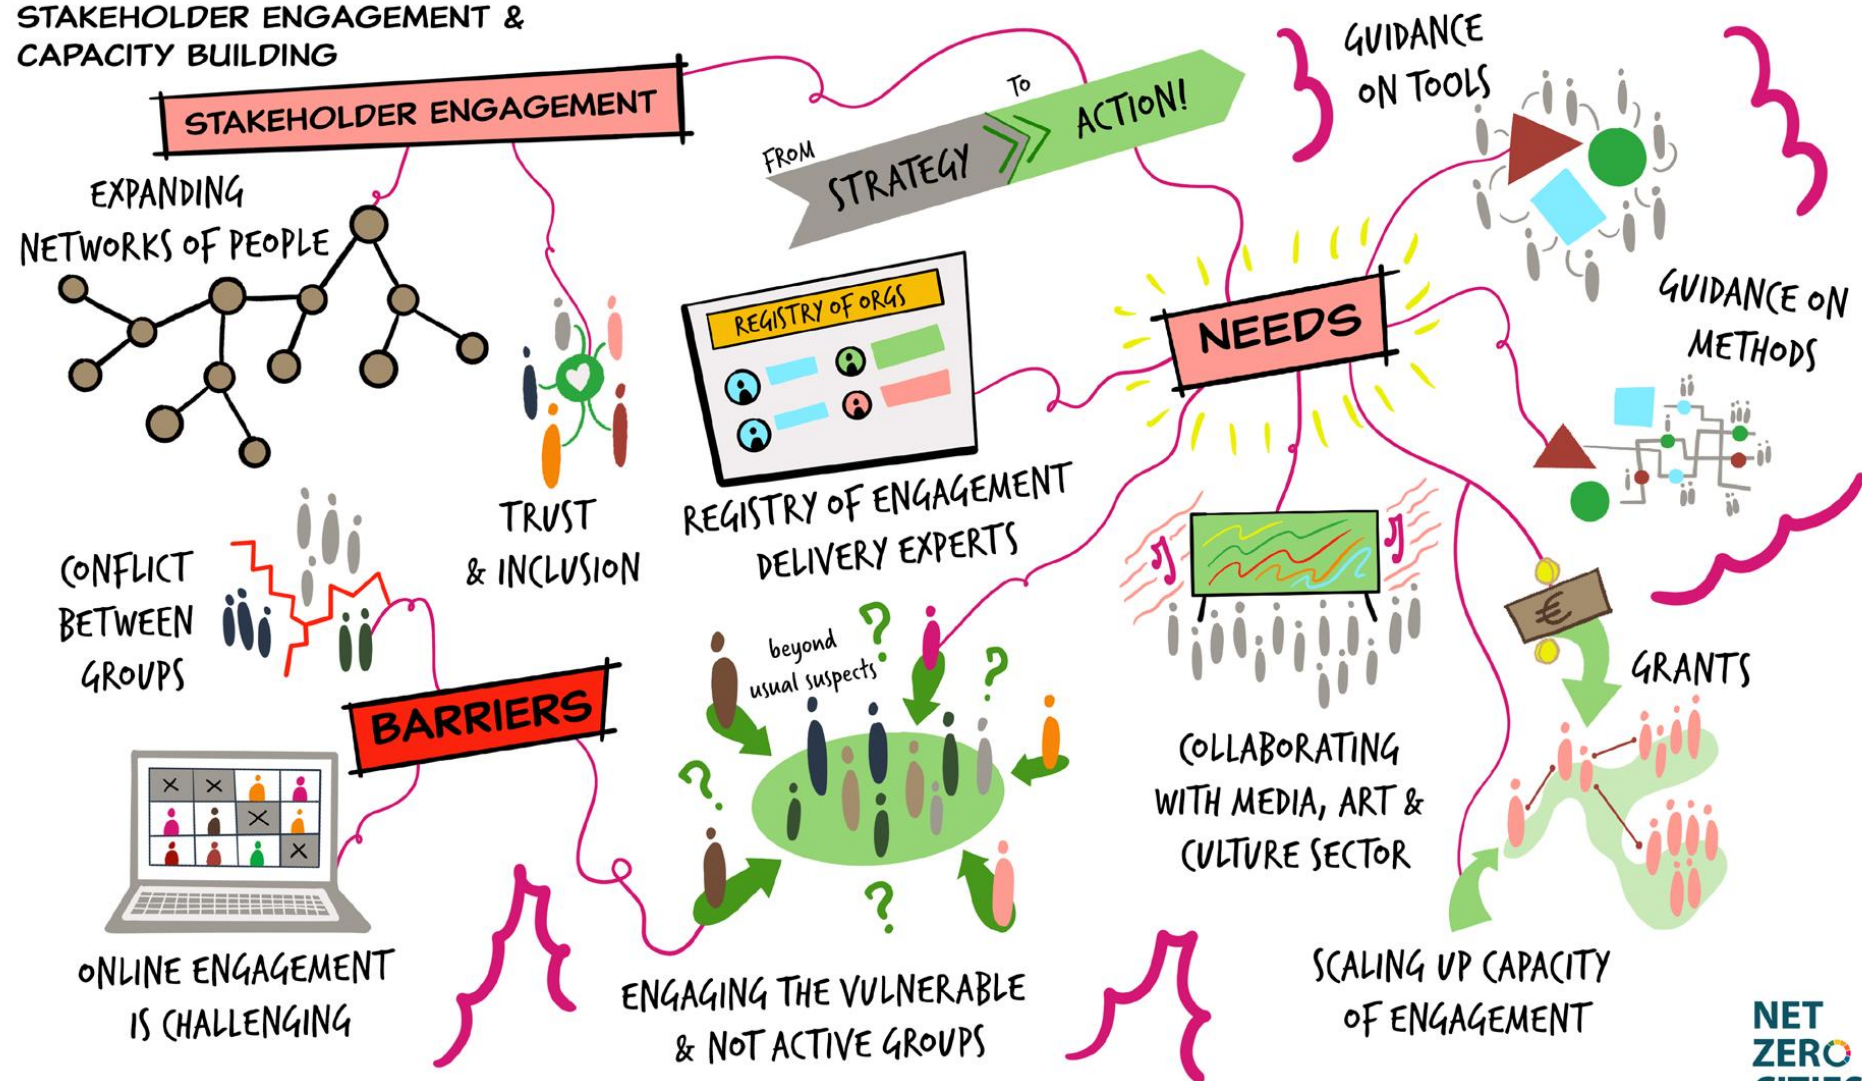 STAKEHOLDER ENGAGEMENT &
CAPACITY BUILDING
STAKEHOLDER ENGAGEMENT
EXPANDING
NETWORKS OF PEOPLE
TRUST
& INCLUSION
FROM
STRATEGY
TO
ACTION!
GUIDANCE
ON TOOLS
NEEDS
GUIDANCE ON
METHODS
REGISTRY OF ORGS
REGISTRY OF ENGAGEMENT
DELIVERY EXPERTS
CONFLICT
BETWEEN
GROUPS
BARRIERS
beyond
usual suspects
?
?
?
?
€
GRANTS
COLLABORATING
WITH MEDIA, ART &
CULTURE SECTOR
ONLINE ENGAGEMENT
IS CHALLENGING
ENGAGING THE VULNERABLE
& NOT ACTIVE GROUPS
SCALING UP CAPACITY
OF ENGAGEMENT
NET
ZERO
CITIES